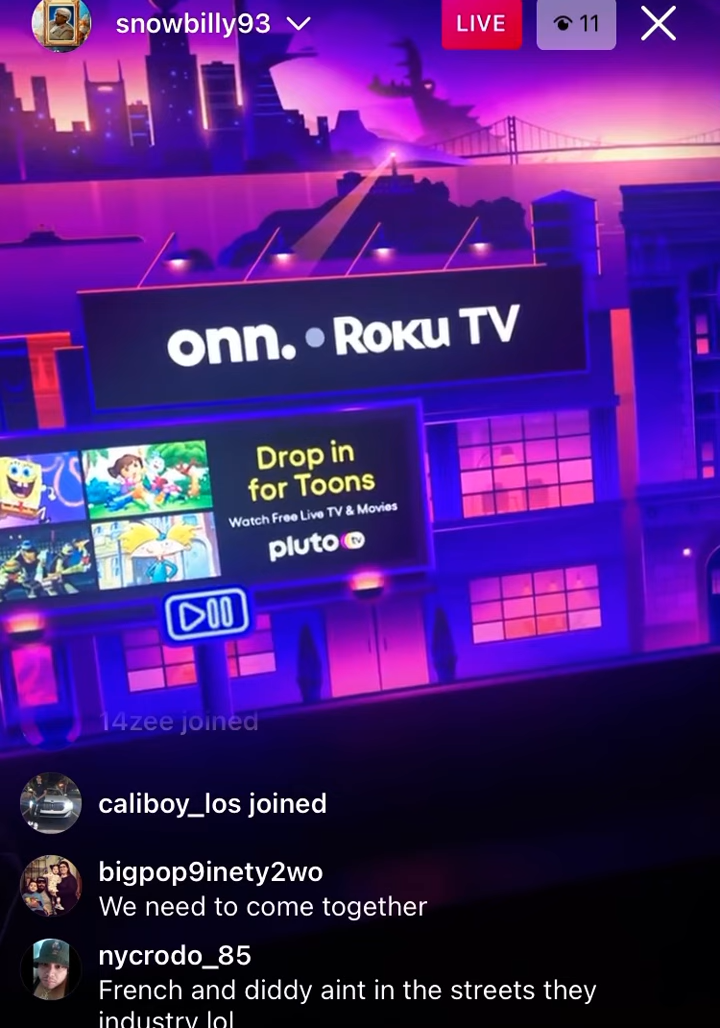 snowbilly93
LIVE
11
onn. • Roku TV
Drop in
for Toons
Watch Free Live TV & Movies
pluto tv
14zee joined
caliboy_los joined
bigpop9inety2wo
We need to come together
nycrodo_85
French and diddy aint in the streets they
industry lol